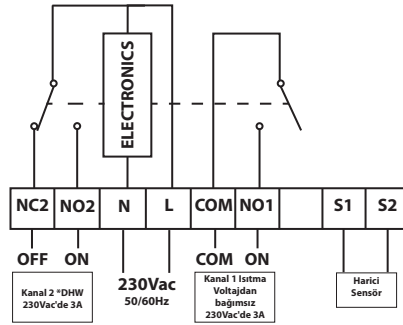 ELECTRONICS
NC2 NO2 N L COM NO1 S1 S2
OFF ON 230Vac 50/60Hz COM ON
Kanal 2 *DHW
230Vac'de 3A
Kanal 1 Isıtma
Voltajdan
bağımsız
230Vac'de 3A
Harici
Sensör